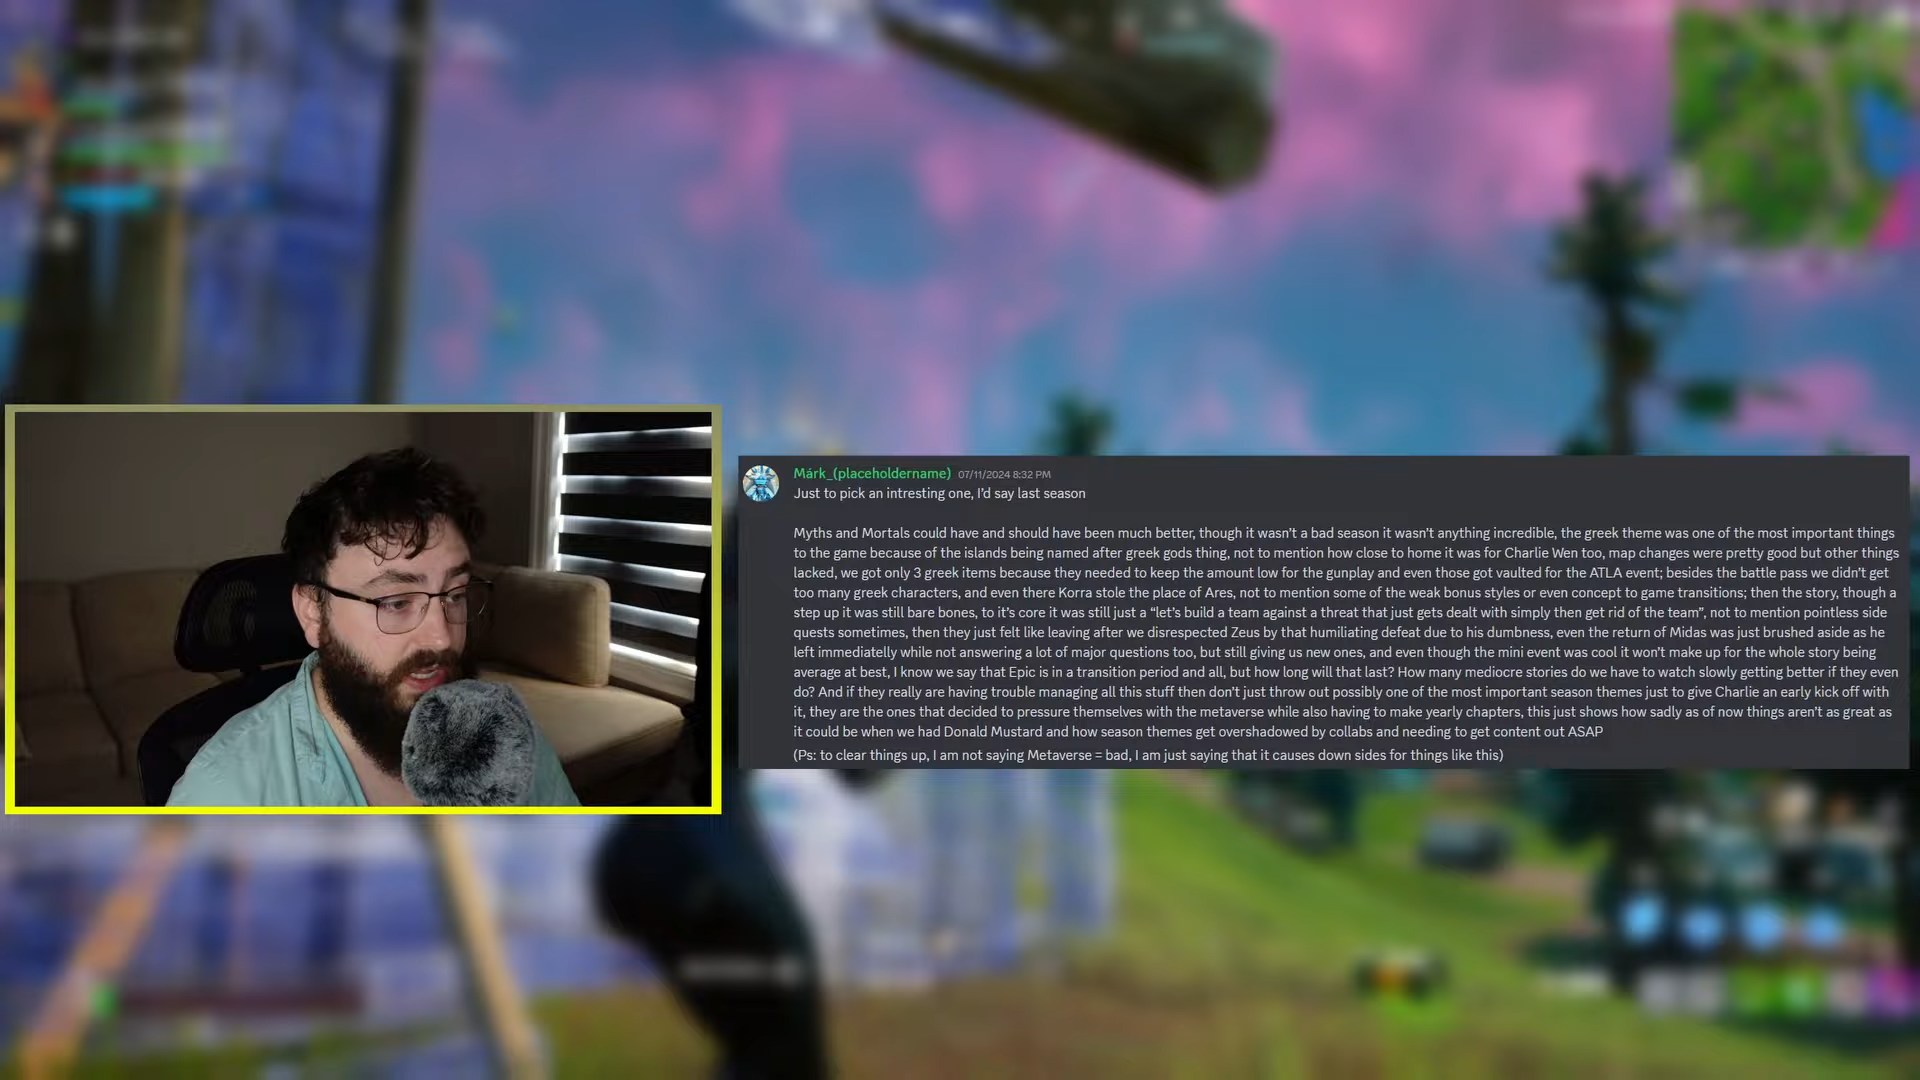 Márk_(placeholdername) 07/11/2024 8:32 PM
Just to pick an intresting one, I'd say last season
Myths and Mortals could have and should have been much better, though it wasn't a bad season it wasn't anything incredible, the greek theme was one of the most important things
to the game because of the islands being named after greek gods thing, not to mention how close to home it was for Charlie Wen too, map changes were pretty good but other things
lacked, we got only 3 greek items because they needed to keep the amount low for the gunplay and even those got vaulted for the ATLA event; besides the battle pass we didn't get
too many greek characters, and even there Korra stole the place of Ares, not to mention some of the weak bonus styles or even concept to game transitions; then the story, though a
step up it was still bare bones, to it's core it was still just a “let's build a team against a threat that just gets dealt with simply then get rid of the team”, not to mention pointless side
quests sometimes, then they just felt like leaving after we disrespected Zeus by that humiliating defeat due to his dumbness, even the return of Midas was just brushed aside as he
left immediatelly while not answering a lot of major questions too, but still giving us new ones, and even though the mini event was cool it won't make up for the whole story being
average at best, I know we say that Epic is in a transition period and all, but how long will that last? How many mediocre stories do we have to watch slowly getting better if they even
do? And if they really are having trouble managing all this stuff then don't just throw out possibly one of the most important season themes just to give Charlie an early kick off with
it, they are the ones that decided to pressure themselves with the metaverse while also having to make yearly chapters, this just shows how sadly as of now things aren't as great as
it could be when we had Donald Mustard and how season themes get overshadowed by collabs and needing to get content out ASAP
(Ps: to clear things up, I am not saying Metaverse = bad, I am just saying that it causes down sides for things like this)